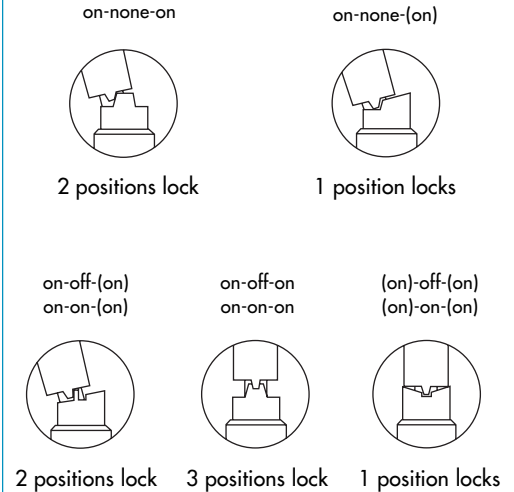 on-none-on
on-none-(on)
2 positions lock
1 position locks
on-off-(on)
on-on-(on)
on-off-on
on-on-on
(on)-off-(on)
(on)-on-(on)
2 positions lock
3 positions lock
1 position locks